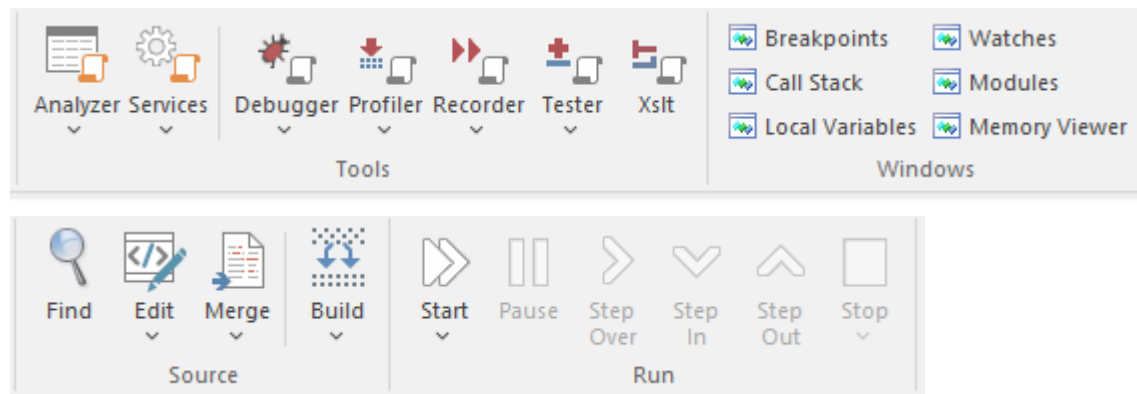 Analyzer Services Debugger Profiler Recorder Tester Xslt
Tools
Breakpoints Watches
Call Stack Modules
Local Variables Memory Viewer
Windows
Find Edit Merge Build
Source
Start Pause Step Over Step In Step Out Stop
Run